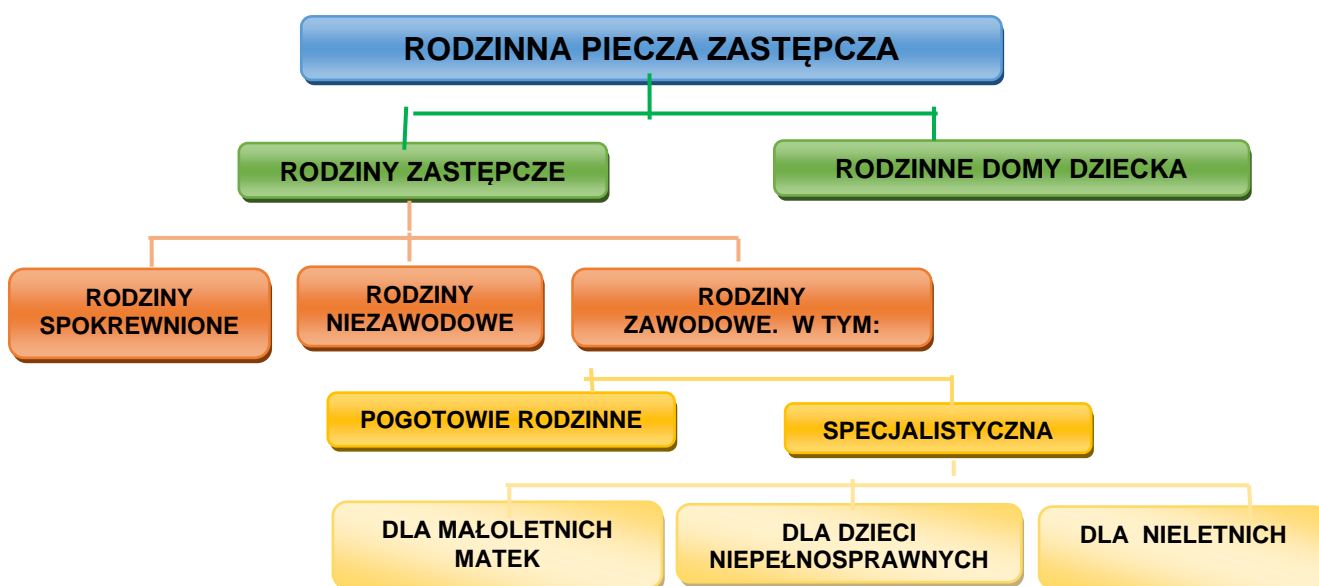 RODZINNA PIECZA ZASTĘPCZA
RODZINY ZASTĘPCZE
RODZINNE DOMY DZIECKA
RODZINY
SPOKREWNIONE
RODZINY
NIEZAWODOWE
RODZINY
ZAWODOWE. W TYM:
POGOTOWIE RODZINNE
SPECJALISTYCZNA
DLA MAŁOLETNICH
MATEK
DLA DZIECI
NIEPEŁNOSPRAWNYCH
DLA NIELETNICH